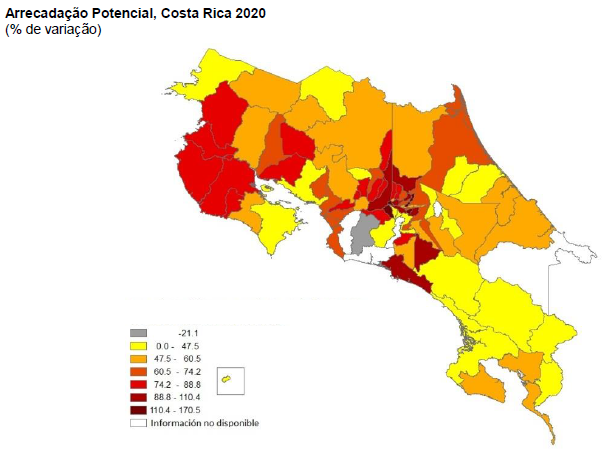 Arrecadação Potencial, Costa Rica 2020
(% de variação)
-21.1
0.0 - 47.5
47.5 - 60.5
60.5 - 74.2
74.2 - 88.8
88.8 - 110.4
110.4 - 170.5
Información no disponible